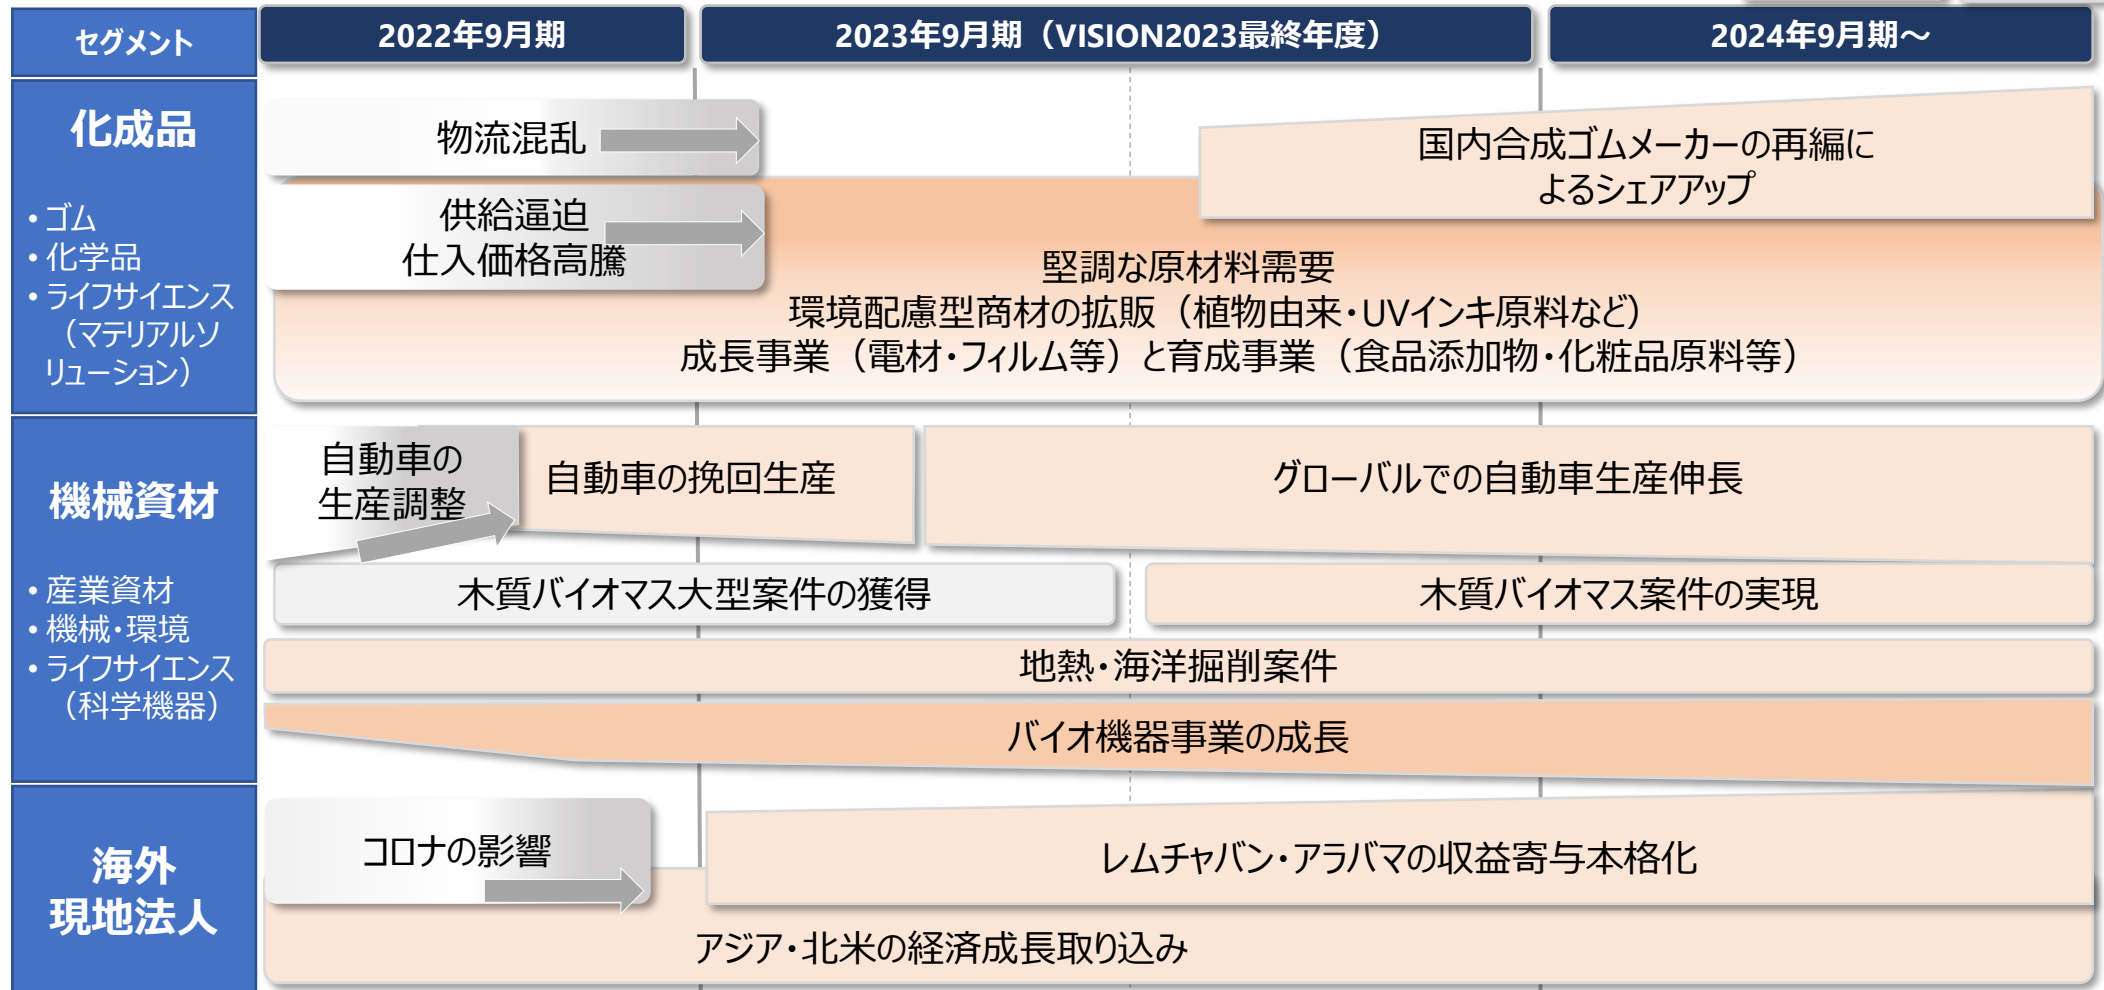 セグメント
2022年9月期
2023年9月期（VISION2023最終年度）
2024年9月期～
化成品
• ゴム
• 化学品
• ライフサイエンス
（マテリアルソ
リューション）
物流混乱
供給逼迫
仕入価格高騰
国内合成ゴムメーカーの再編に
よるシェアアップ
堅調な原材料需要
環境配慮型商材の拡販（植物由来・UVインキ原料など）
成長事業（電材・フィルム等）と育成事業（食品添加物・化粧品原料等）
機械資材
• 産業資材
• 機械・環境
• ライフサイエンス
（科学機器）
自動車の
生産調整
自動車の挽回生産
グローバルでの自動車生産伸長
木質バイオマス大型案件の獲得
木質バイオマス案件の実現
地熱・海洋掘削案件
バイオ機器事業の成長
海外
現地法人
コロナの影響
レムチャバン・アラバマの収益寄与本格化
アジア・北米の経済成長取り込み